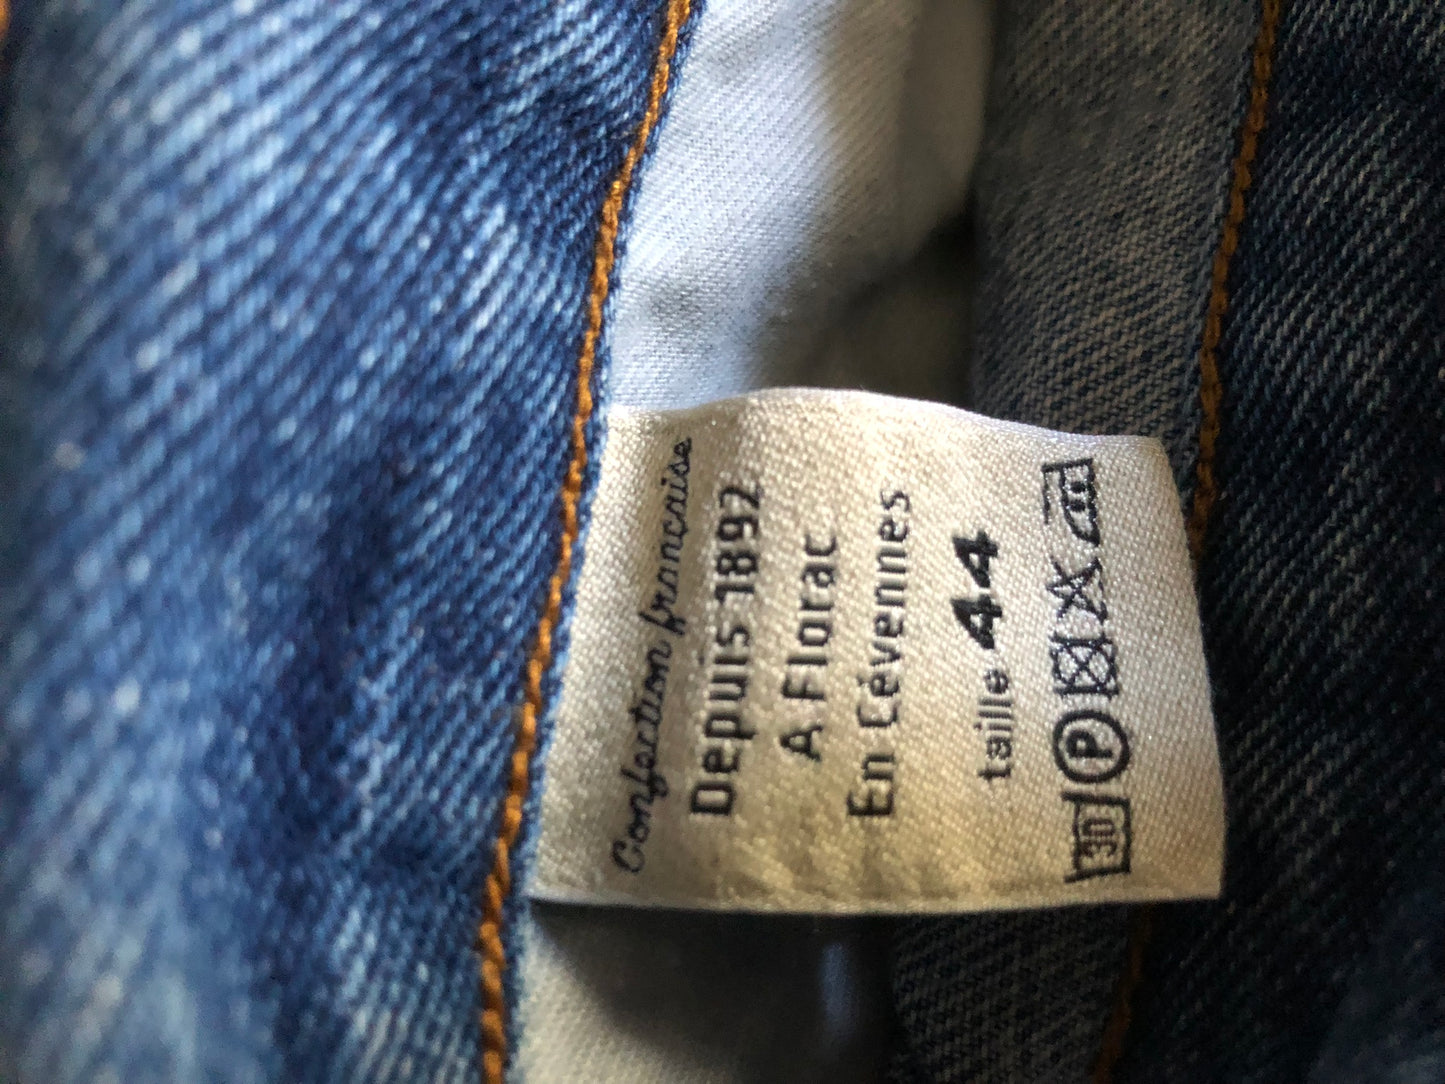 Confection française
Depuis 1892
A Florac
En Cévennes
taille 44
30 P